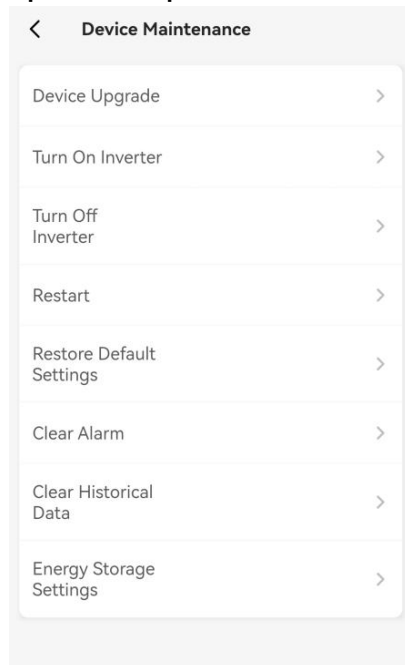 Device Maintenance
Device Upgrade
Turn On Inverter
Turn Off
Inverter
Restart
Restore Default
Settings
Clear Alarm
Clear Historical
Data
Energy Storage
Settings